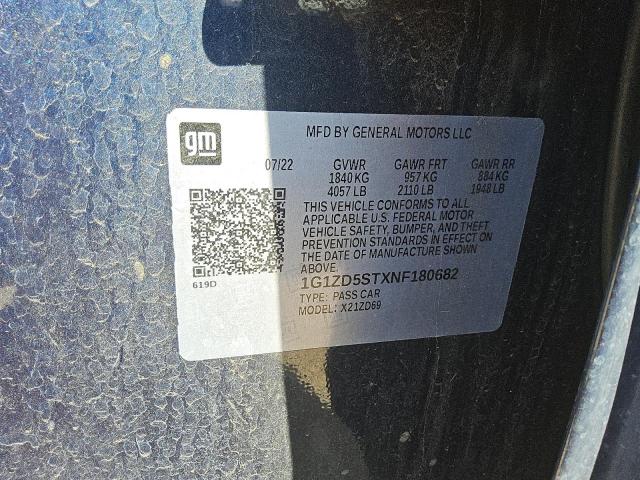 gm
MFD BY GENERAL MOTORS LLC
07/22 GVWR GAWR FRT GAWR RR
1840 KG 957 KG 884 KG
4057 LB 2110 LB 1948 LB
THIS VEHICLE CONFORMS TO ALL
APPLICABLE U.S. FEDERAL MOTOR
VEHICLE SAFETY, BUMPER, AND THEFT
PREVENTION STANDARDS IN EFFECT ON
THE DATE OF MANUFACTURE SHOWN
ABOVE.
619D
1G1ZD5STXNF180682
TYPE: PASS CAR
MODEL: X21ZD69